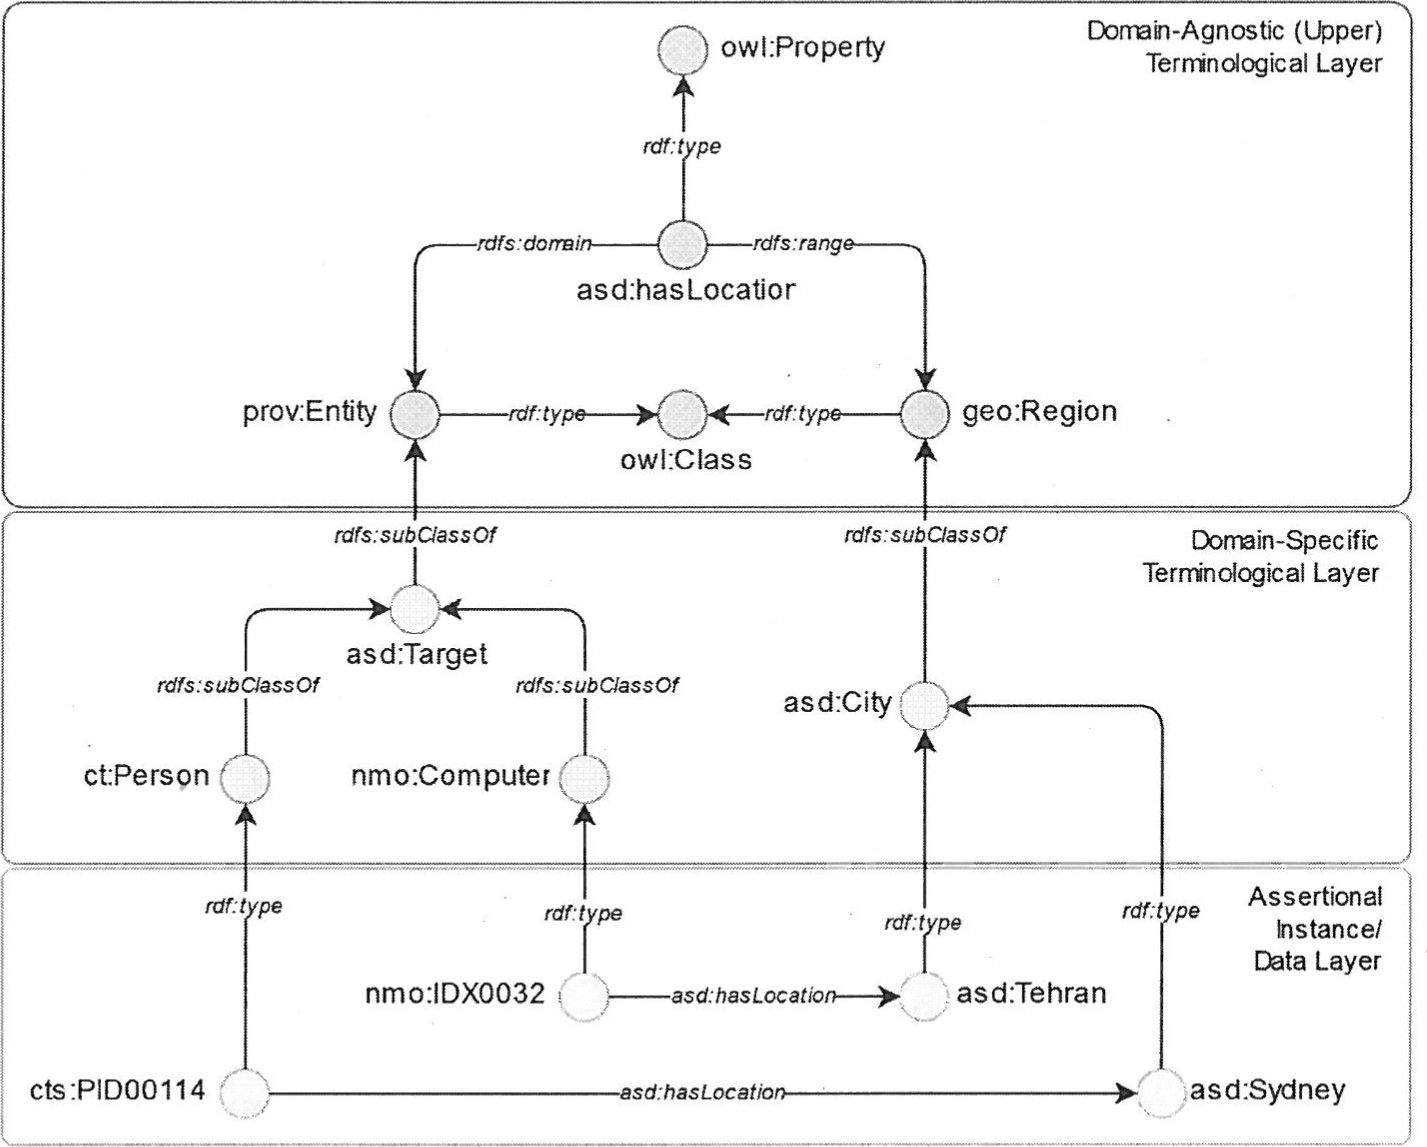 Domain-Agnostic (Upper)
Terminological Layer
owl:Property
rdf:type
rdfs:domain
rdfs:range
asd:hasLocatior
prov:Entity
rdf:type
rdf:type
geo:Region
owl:Class
rdfs:subClassOf
rdfs:subClassOf
Domain-Specific
Terminological Layer
asd:Target
rdfs:subClassOf
rdfs:subClassOf
asd:City
ct:Person
nmo:Computer
rdf:type
rdf:type
rdf:type
rdf:type
Assertional
Instance/
Data Layer
nmo:IDX0032
asd:hasLocation
asd:Tehran
cts:PID00114
asd:hasLocation
asd:Sydney